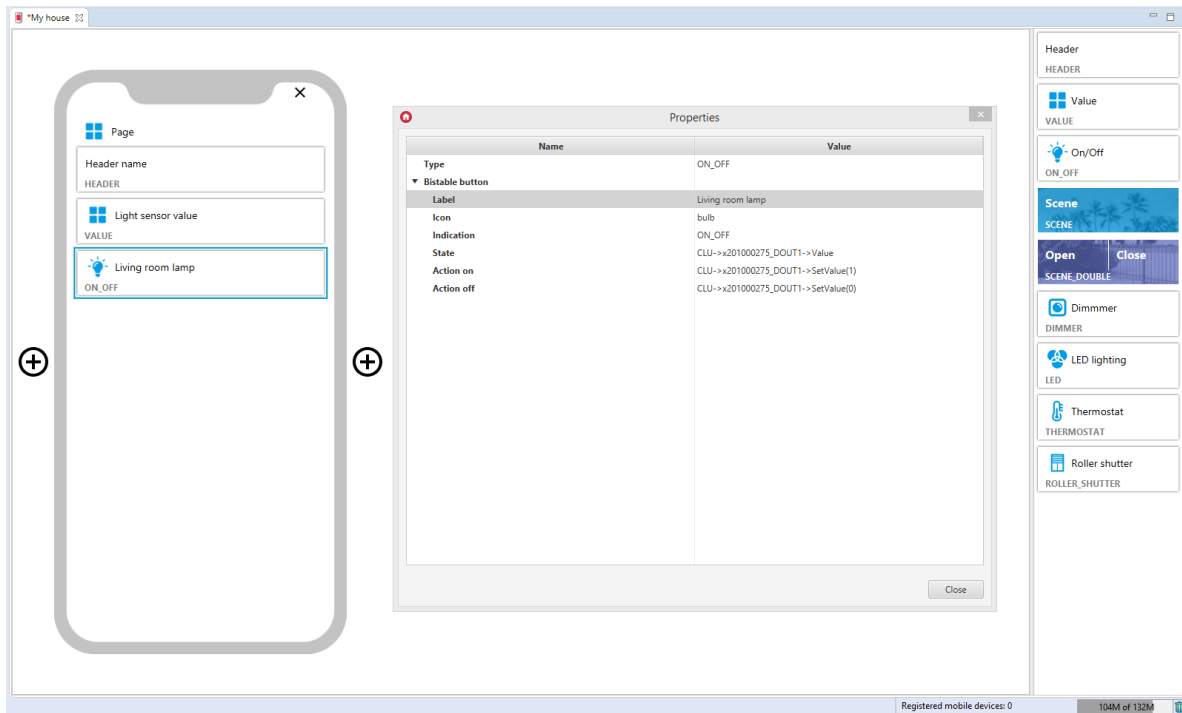 *My house
Page
Header name
HEADER
Light sensor value
VALUE
Living room lamp
ON_OFF
Properties
Name Value
Type ON_OFF
Bistable button
Label Living room lamp
Icon bulb
Indication ON_OFF
State CLU->x201000275_DOUT1->Value
Action on CLU->x201000275_DOUT1->SetValue(1)
Action off CLU->x201000275_DOUT1->SetValue(0)
Close
Header
HEADER
Value
VALUE
On/Off
ON_OFF
Scene
SCENE
Open Close
SCENE_DOUBLE
Dimmmer
DIMMER
LED lighting
LED
Thermostat
THERMOSTAT
Roller shutter
ROLLER_SHUTTER
Registered mobile devices: 0
104M of 132M